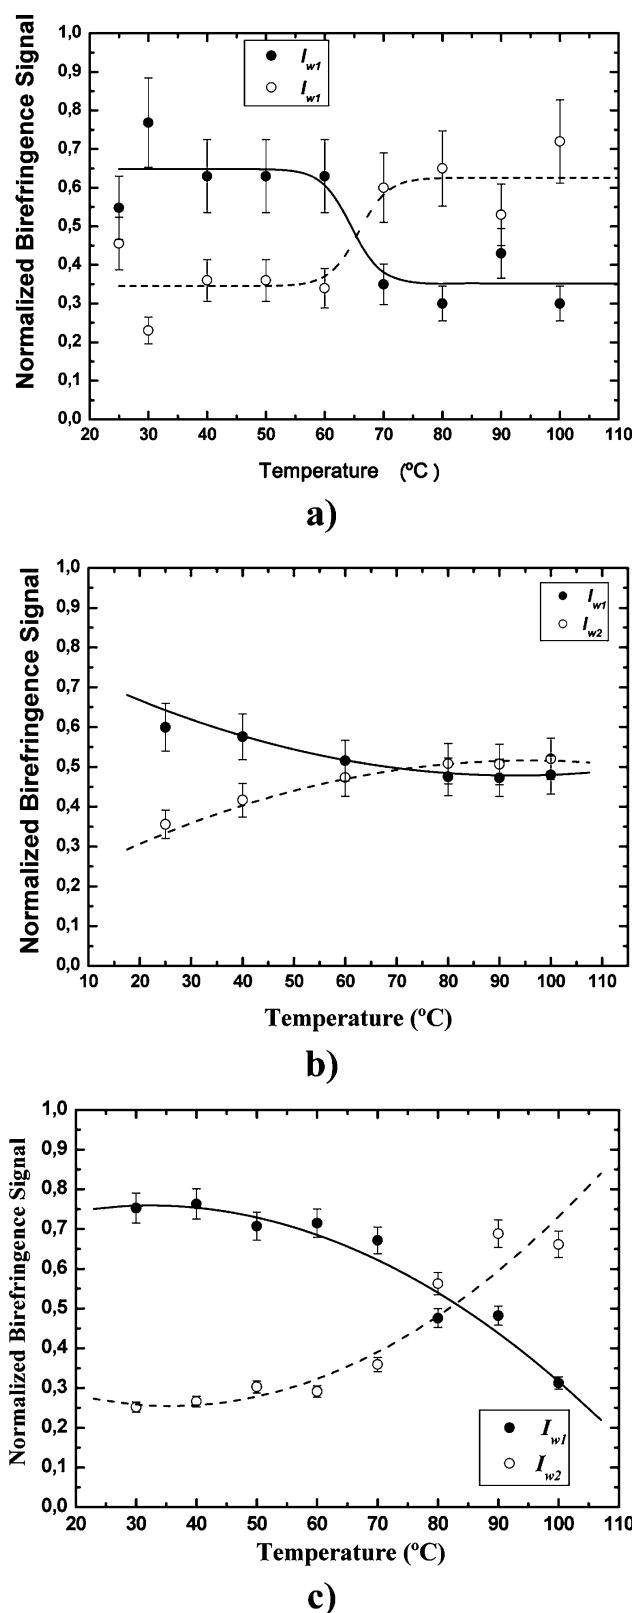 1,0
0,9
0,8
0,7
0,6
0,5
0,4
0,3
0,2
0,1
0,0
Normalized Birefringence Signal
I w1
I w1
20 30 40 50 60 70 80 90 100 110
Temperature (ºC)
a)
1,0
0,9
0,8
0,7
0,6
0,5
0,4
0,3
0,2
0,1
0,0
Normalized Birefringence Signal
I w1
I w2
10 20 30 40 50 60 70 80 90 100 110
Temperature (ºC)
b)
1,0
0,9
0,8
0,7
0,6
0,5
0,4
0,3
0,2
0,1
0,0
Normalized Birefringence Signal
I w1
I w2
20 30 40 50 60 70 80 90 100 110
Temperature (ºC)
c)